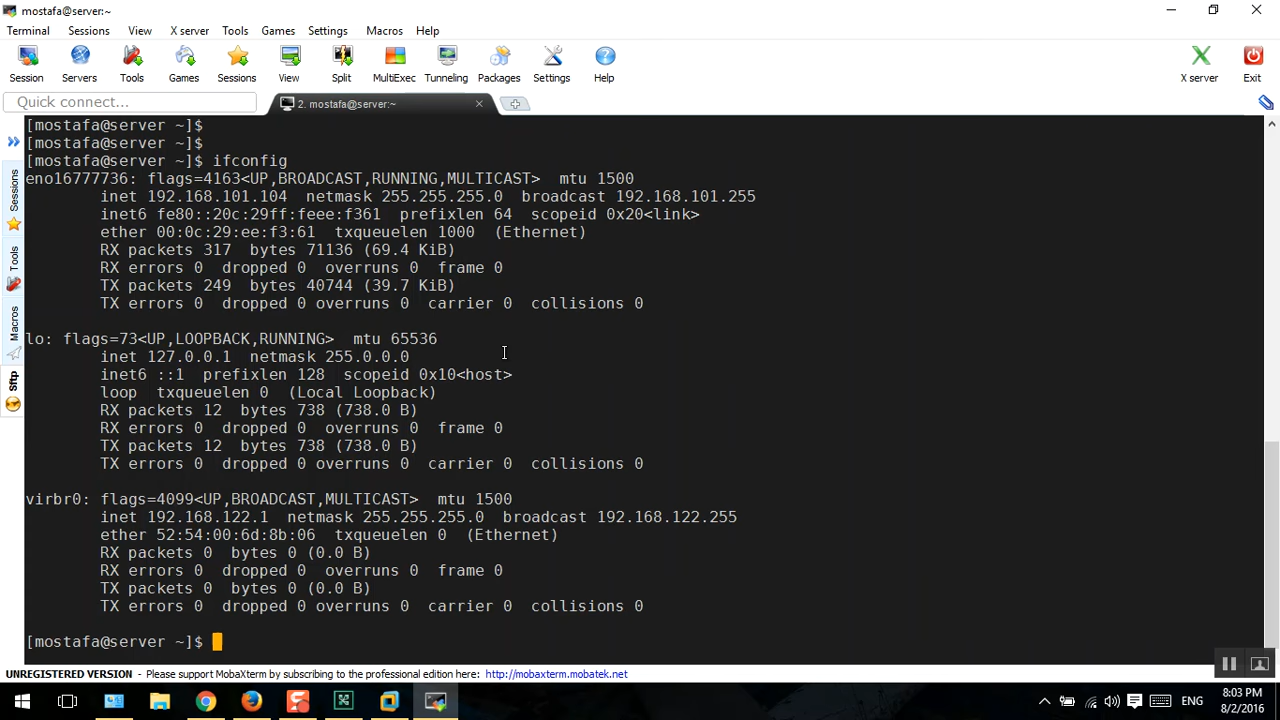 mostafa@server:~
Terminal Sessions View X server Tools Games Settings Macros Help
Session Servers Tools Games Sessions View Split MultiExec Tunneling Packages Settings Help X server Exit
Quick connect...
2. mostafa@server:~
[mostafa@server ~]$
[mostafa@server ~]$
[mostafa@server ~]$ ifconfig
eno16777736: flags=4163<UP,BROADCAST,RUNNING,MULTICAST>  mtu 1500
        inet 192.168.101.104  netmask 255.255.255.0  broadcast 192.168.101.255
        inet6 fe80::20c:29ff:feee:f361  prefixlen 64  scopeid 0x20<link>
        ether 00:0c:29:ee:f3:61  txqueuelen 1000  (Ethernet)
        RX packets 317  bytes 71136 (69.4 KiB)
        RX errors 0  dropped 0  overruns 0  frame 0
        TX packets 249  bytes 40744 (39.7 KiB)
        TX errors 0  dropped 0 overruns 0  carrier 0  collisions 0
lo: flags=73<UP,LOOPBACK,RUNNING>  mtu 65536
        inet 127.0.0.1  netmask 255.0.0.0
        inet6 ::1  prefixlen 128  scopeid 0x10<host>
        loop  txqueuelen 0  (Local Loopback)
        RX packets 12  bytes 738 (738.0 B)
        RX errors 0  dropped 0  overruns 0  frame 0
        TX packets 12  bytes 738 (738.0 B)
        TX errors 0  dropped 0 overruns 0  carrier 0  collisions 0
virbr0: flags=4099<UP,BROADCAST,MULTICAST>  mtu 1500
        inet 192.168.122.1  netmask 255.255.255.0  broadcast 192.168.122.255
        ether 52:54:00:6d:8b:06  txqueuelen 0  (Ethernet)
        RX packets 0  bytes 0 (0.0 B)
        RX errors 0  dropped 0  overruns 0  frame 0
        TX packets 0  bytes 0 (0.0 B)
        TX errors 0  dropped 0 overruns 0  carrier 0  collisions 0
[mostafa@server ~]$
Sessions
Tools
Macros
Sftp
UNREGISTERED VERSION - Please support MobaXterm by subscribing to the professional edition here: http://mobaxterm.mobatek.net
ENG
8:03 PM
8/2/2016